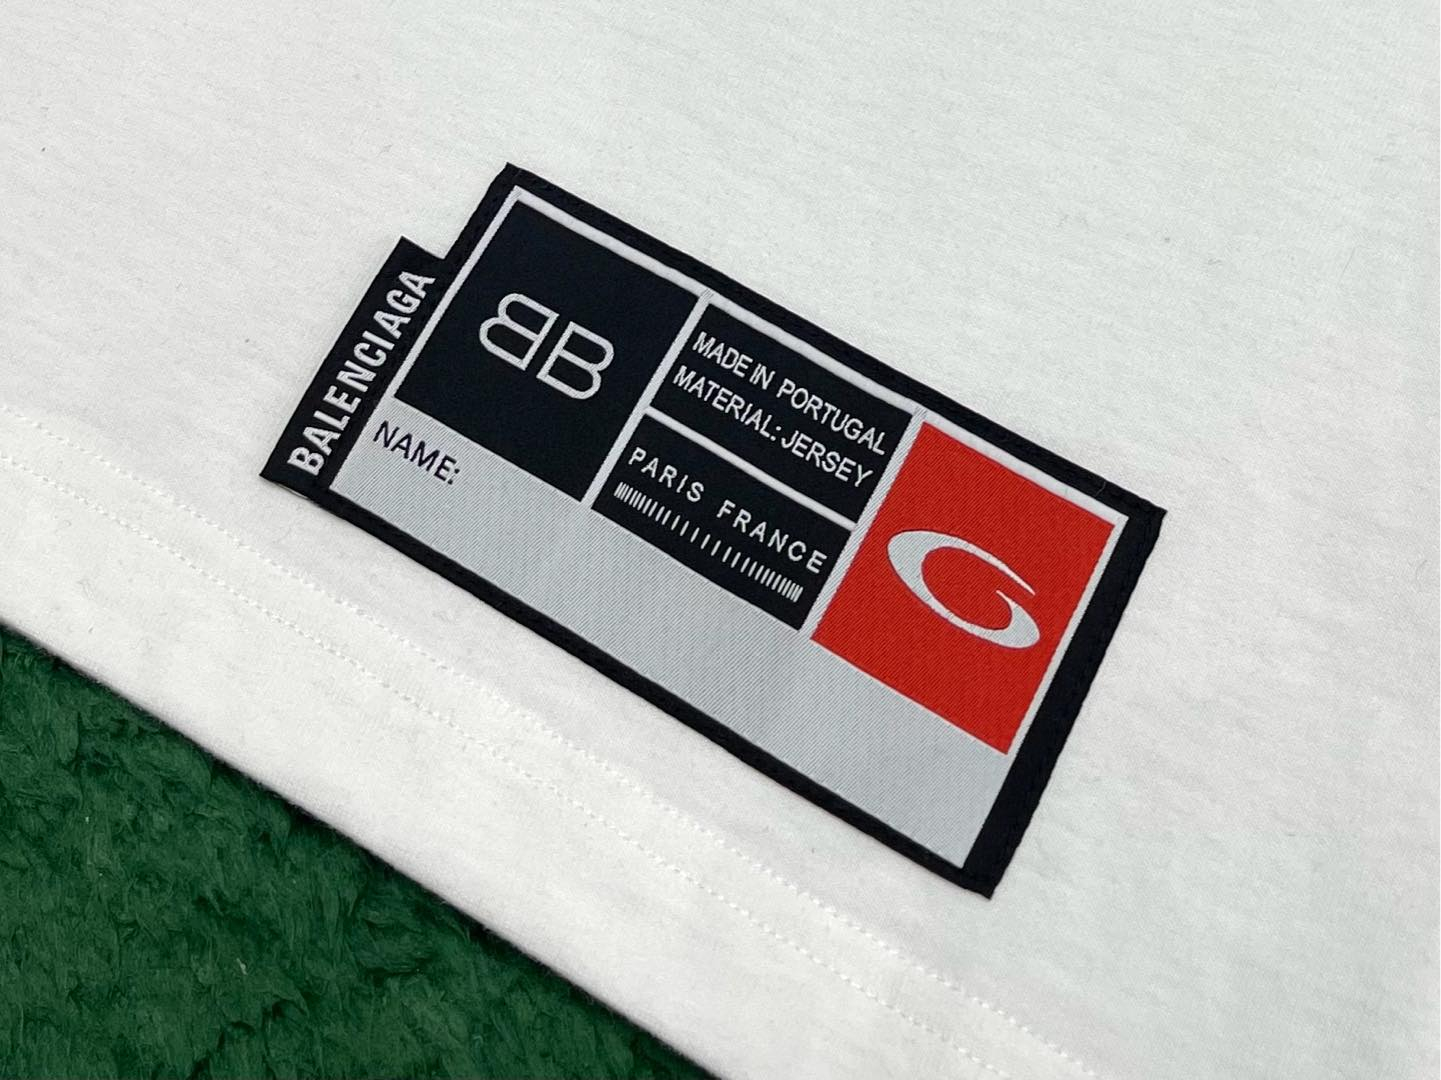 BALENCIAGA
BB
MADE IN PORTUGAL
MATERIAL: JERSEY
PARIS FRANCE
G
NAME: